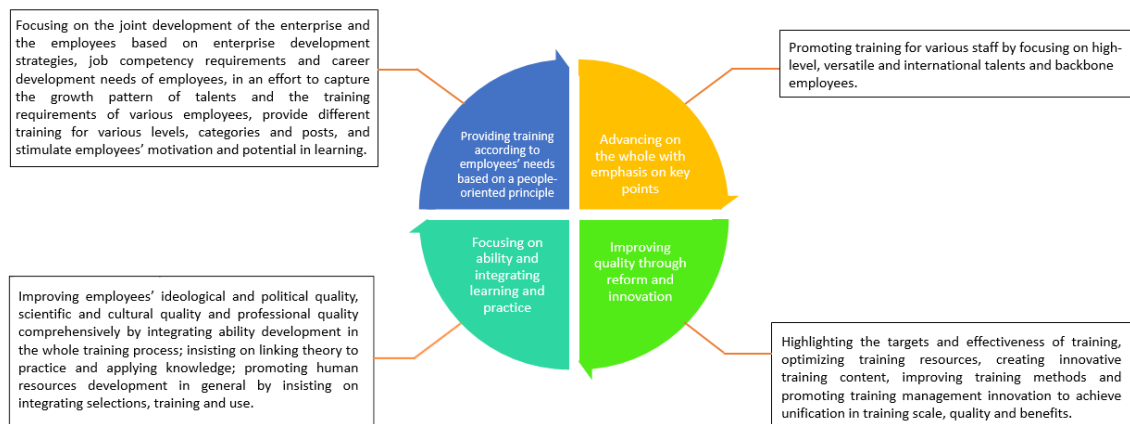 Focusing on the joint development of the enterprise and
the employees based on enterprise development
strategies, job competency requirements and career
development needs of employees, in an effort to capture
the growth pattern of talents and the training
requirements of various employees, provide different
training for various levels, categories and posts, and
stimulate employees’ motivation and potential in learning.
Promoting training for various staff by focusing on high-
level, versatile and international talents and backbone
employees.
Providing training
according to
employees’ needs
based on a people-
oriented principle
Advancing on
the whole with
emphasis on key
points
Focusing on
ability and
integrating
learning and
practice
Improving
quality through
reform and
innovation
Improving employees’ ideological and political quality,
scientific and cultural quality and professional quality
comprehensively by integrating ability development in
the whole training process; insisting on linking theory to
practice and applying knowledge; promoting human
resources development in general by insisting on
integrating selections, training and use.
Highlighting the targets and effectiveness of training,
optimizing training resources, creating innovative
training content, improving training methods and
promoting training management innovation to achieve
unification in training scale, quality and benefits.